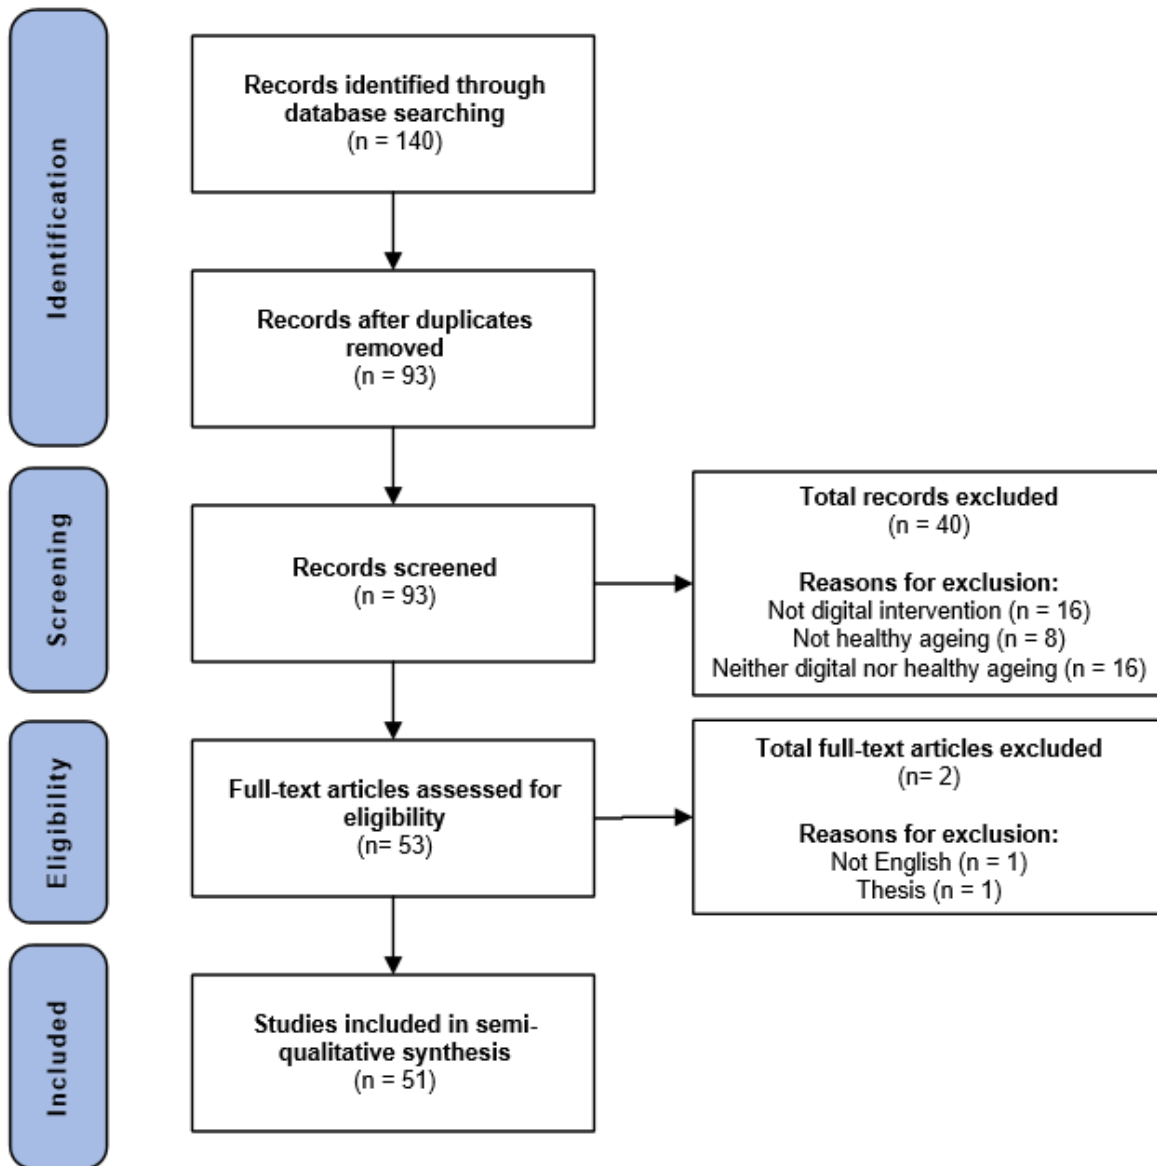 Identification
Records identified through
database searching
(n = 140)
Records after duplicates
removed
(n = 93)
Screening
Records screened
(n = 93)
Total records excluded
(n = 40)
Reasons for exclusion:
Not digital intervention (n = 16)
Not healthy ageing (n = 8)
Neither digital nor healthy ageing (n = 16)
Eligibility
Full-text articles assessed for
eligibility
(n= 53)
Total full-text articles excluded
(n= 2)
Reasons for exclusion:
Not English (n = 1)
Thesis (n = 1)
Included
Studies included in semi-
qualitative synthesis
(n = 51)